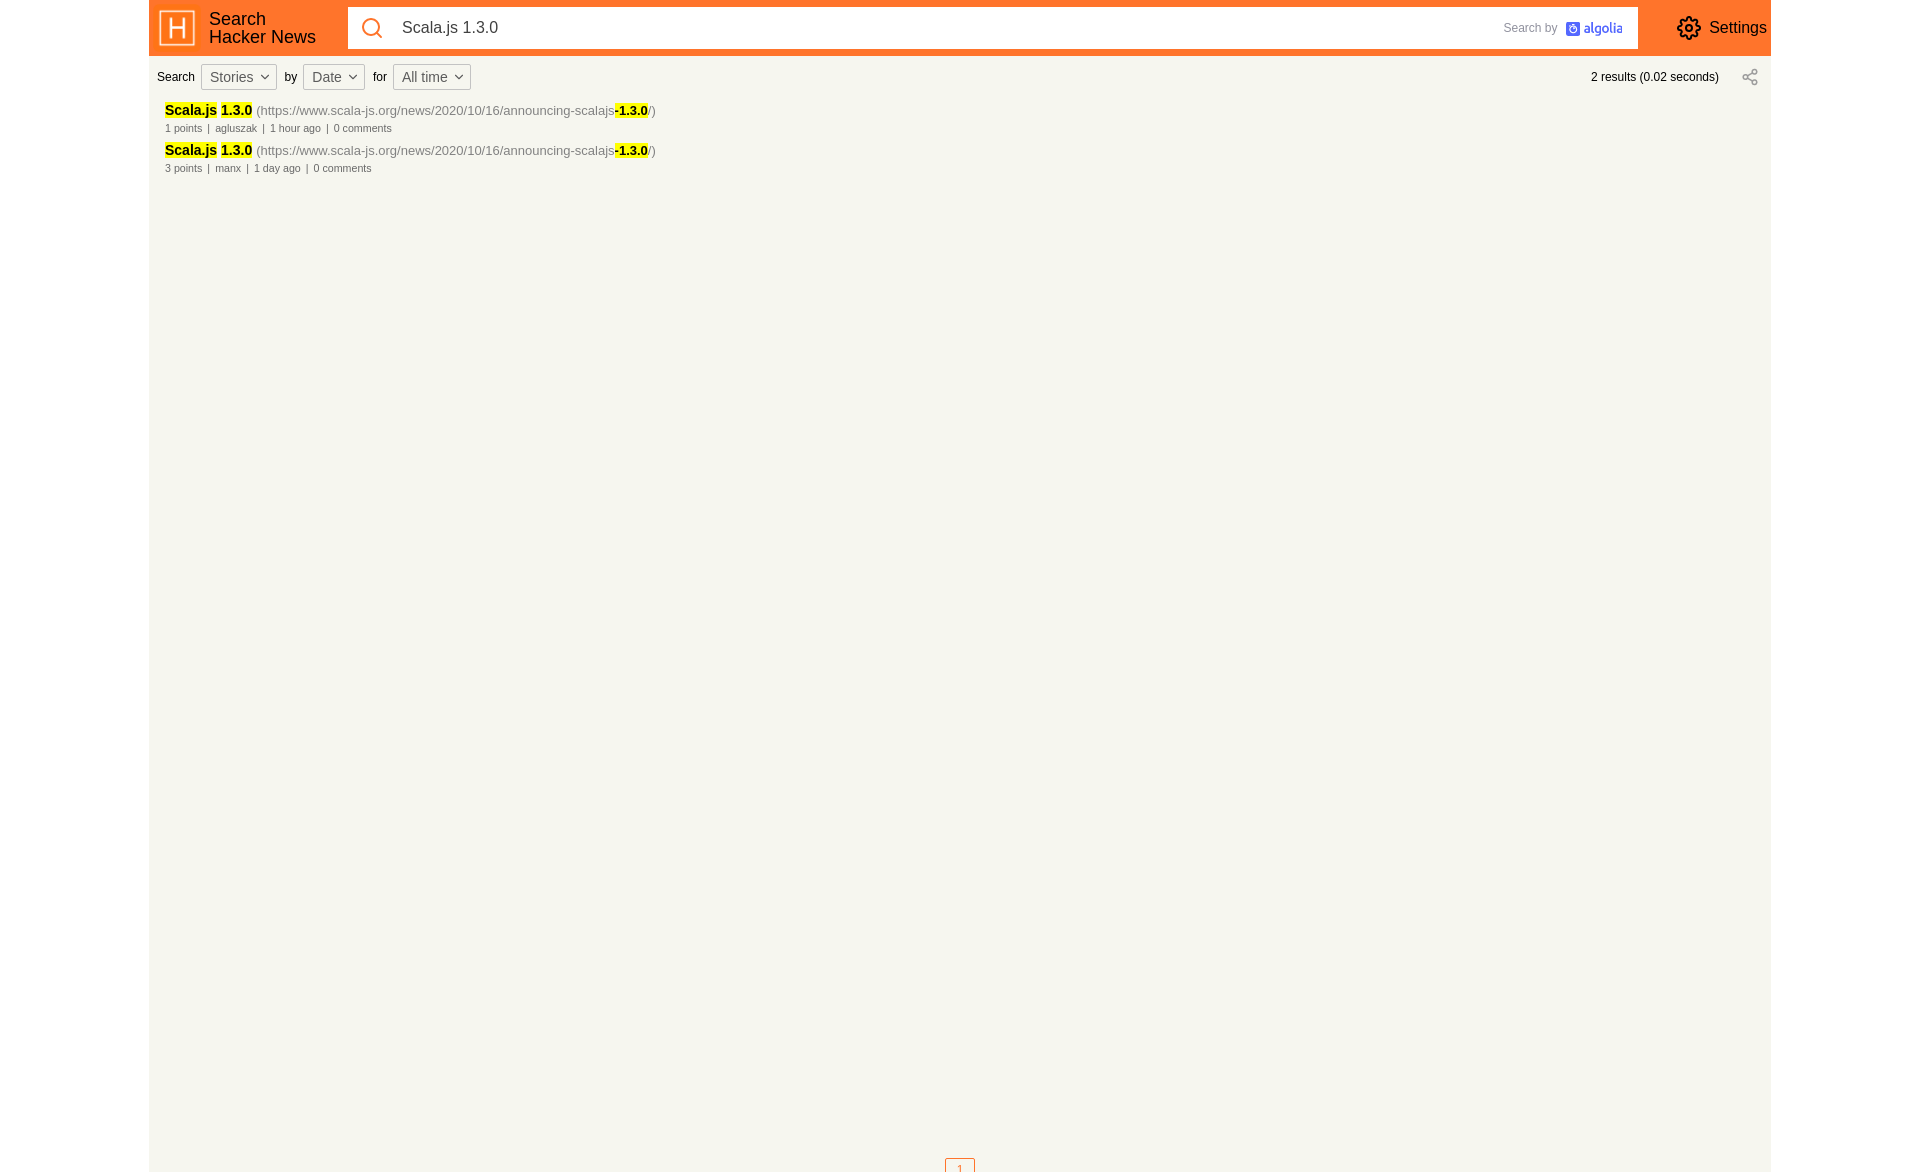 H
Search
Hacker News
Scala.js 1.3.0
Search by algolia
Settings
Search Stories by Date for All time
2 results (0.02 seconds)
Scala.js 1.3.0 (https://www.scala-js.org/news/2020/10/16/announcing-scalajs-1.3.0/)
1 points | agluszak | 1 hour ago | 0 comments
Scala.js 1.3.0 (https://www.scala-js.org/news/2020/10/16/announcing-scalajs-1.3.0/)
3 points | manx | 1 day ago | 0 comments
1